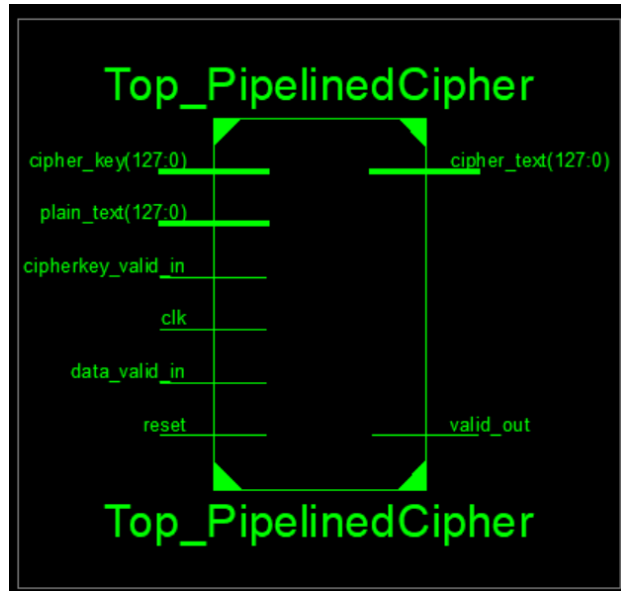 Top_PipelinedCipher
cipher_key(127:0)
cipher_text(127:0)
plain_text(127:0)
cipherkey_valid_in
clk
data_valid_in
reset
valid_out
Top_PipelinedCipher